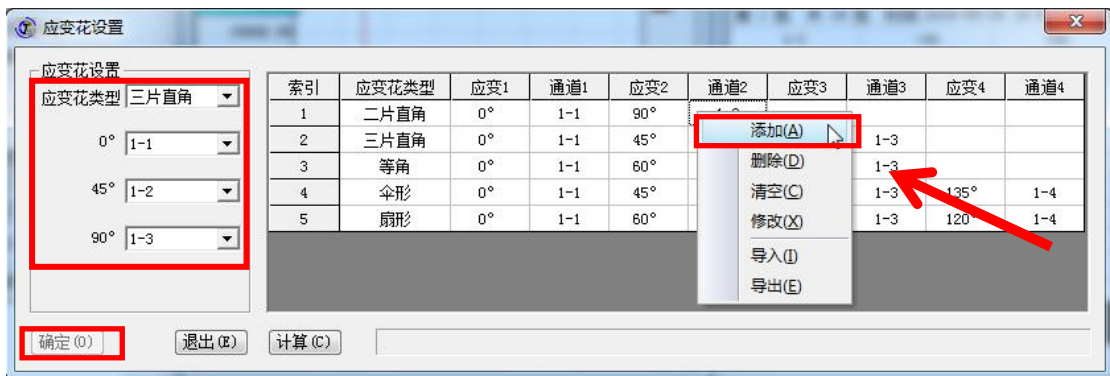 应变花设置
应变花设置
应变花类型 三片直角
0° 1-1
45° 1-2
90° 1-3
索引 应变花类型 应变1 通道1 应变2 通道2 应变3 通道3 应变4 通道4
1 二片直角 0° 1-1 90°
2 三片直角 0° 1-1 45° 1-3
3 等角 0° 1-1 60° 1-3
4 伞形 0° 1-1 45° 1-3 135° 1-4
5 扇形 0° 1-1 60° 1-3 120° 1-4
添加(A)
删除(D)
清空(C)
修改(X)
导入(I)
导出(E)
确定(O) 退出(E) 计算(C)